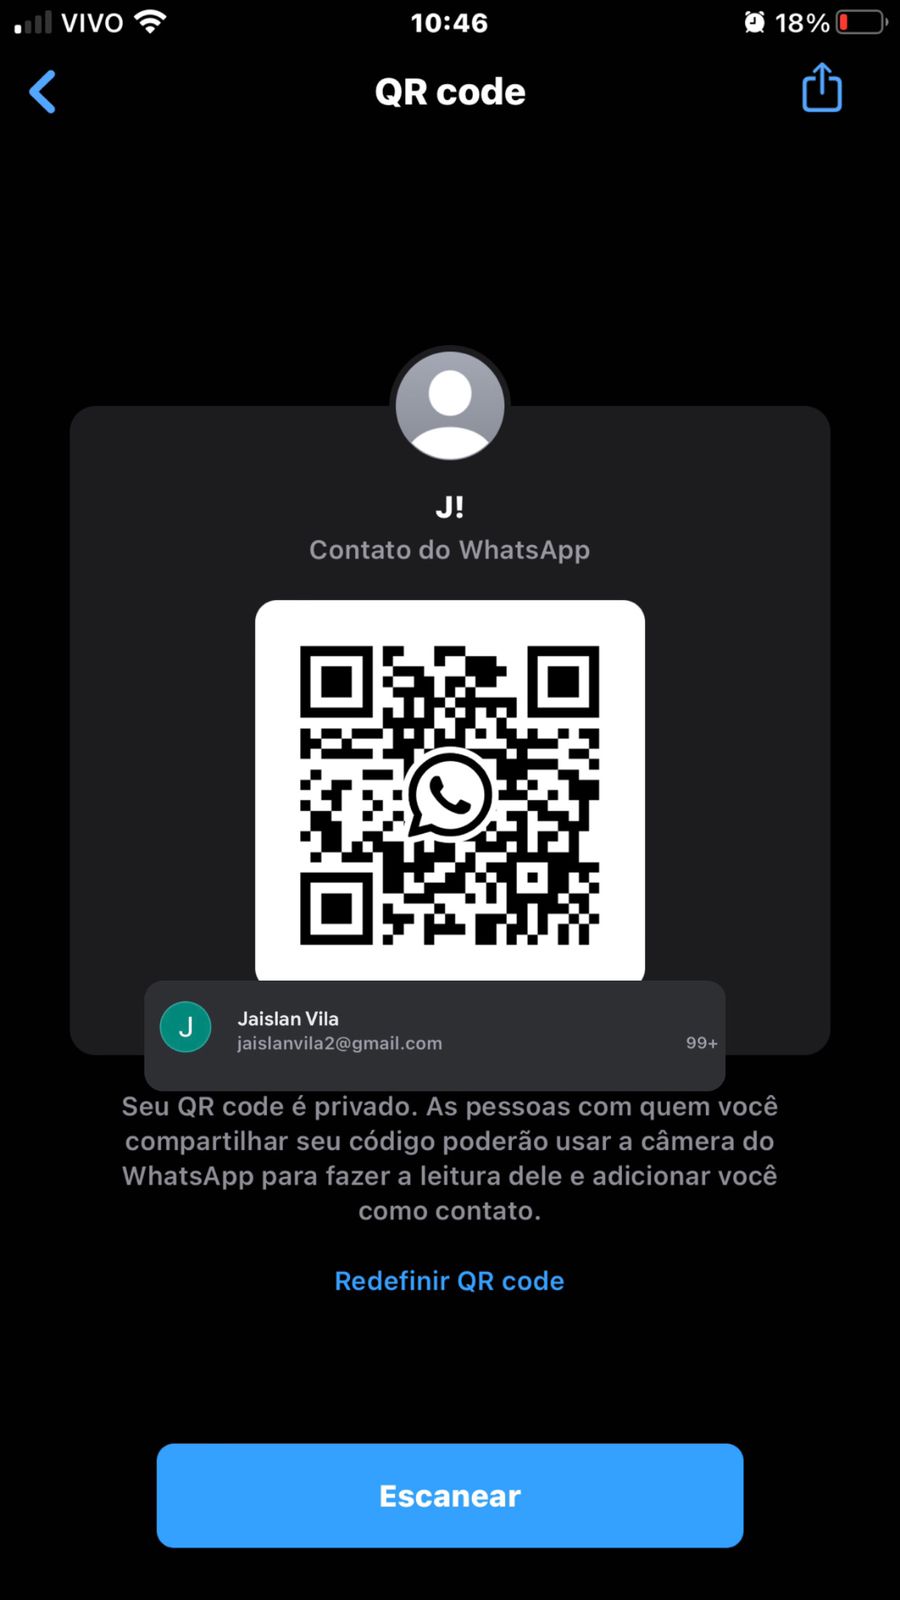 VIVO 10:46 18%
QR code
J!
Contato do WhatsApp
J Jaislan Vila
jaislanvila2@gmail.com 99+
Seu QR code é privado. As pessoas com quem você
compartilhar seu código poderão usar a câmera do
WhatsApp para fazer a leitura dele e adicionar você
como contato.
Redefinir QR code
Escanear